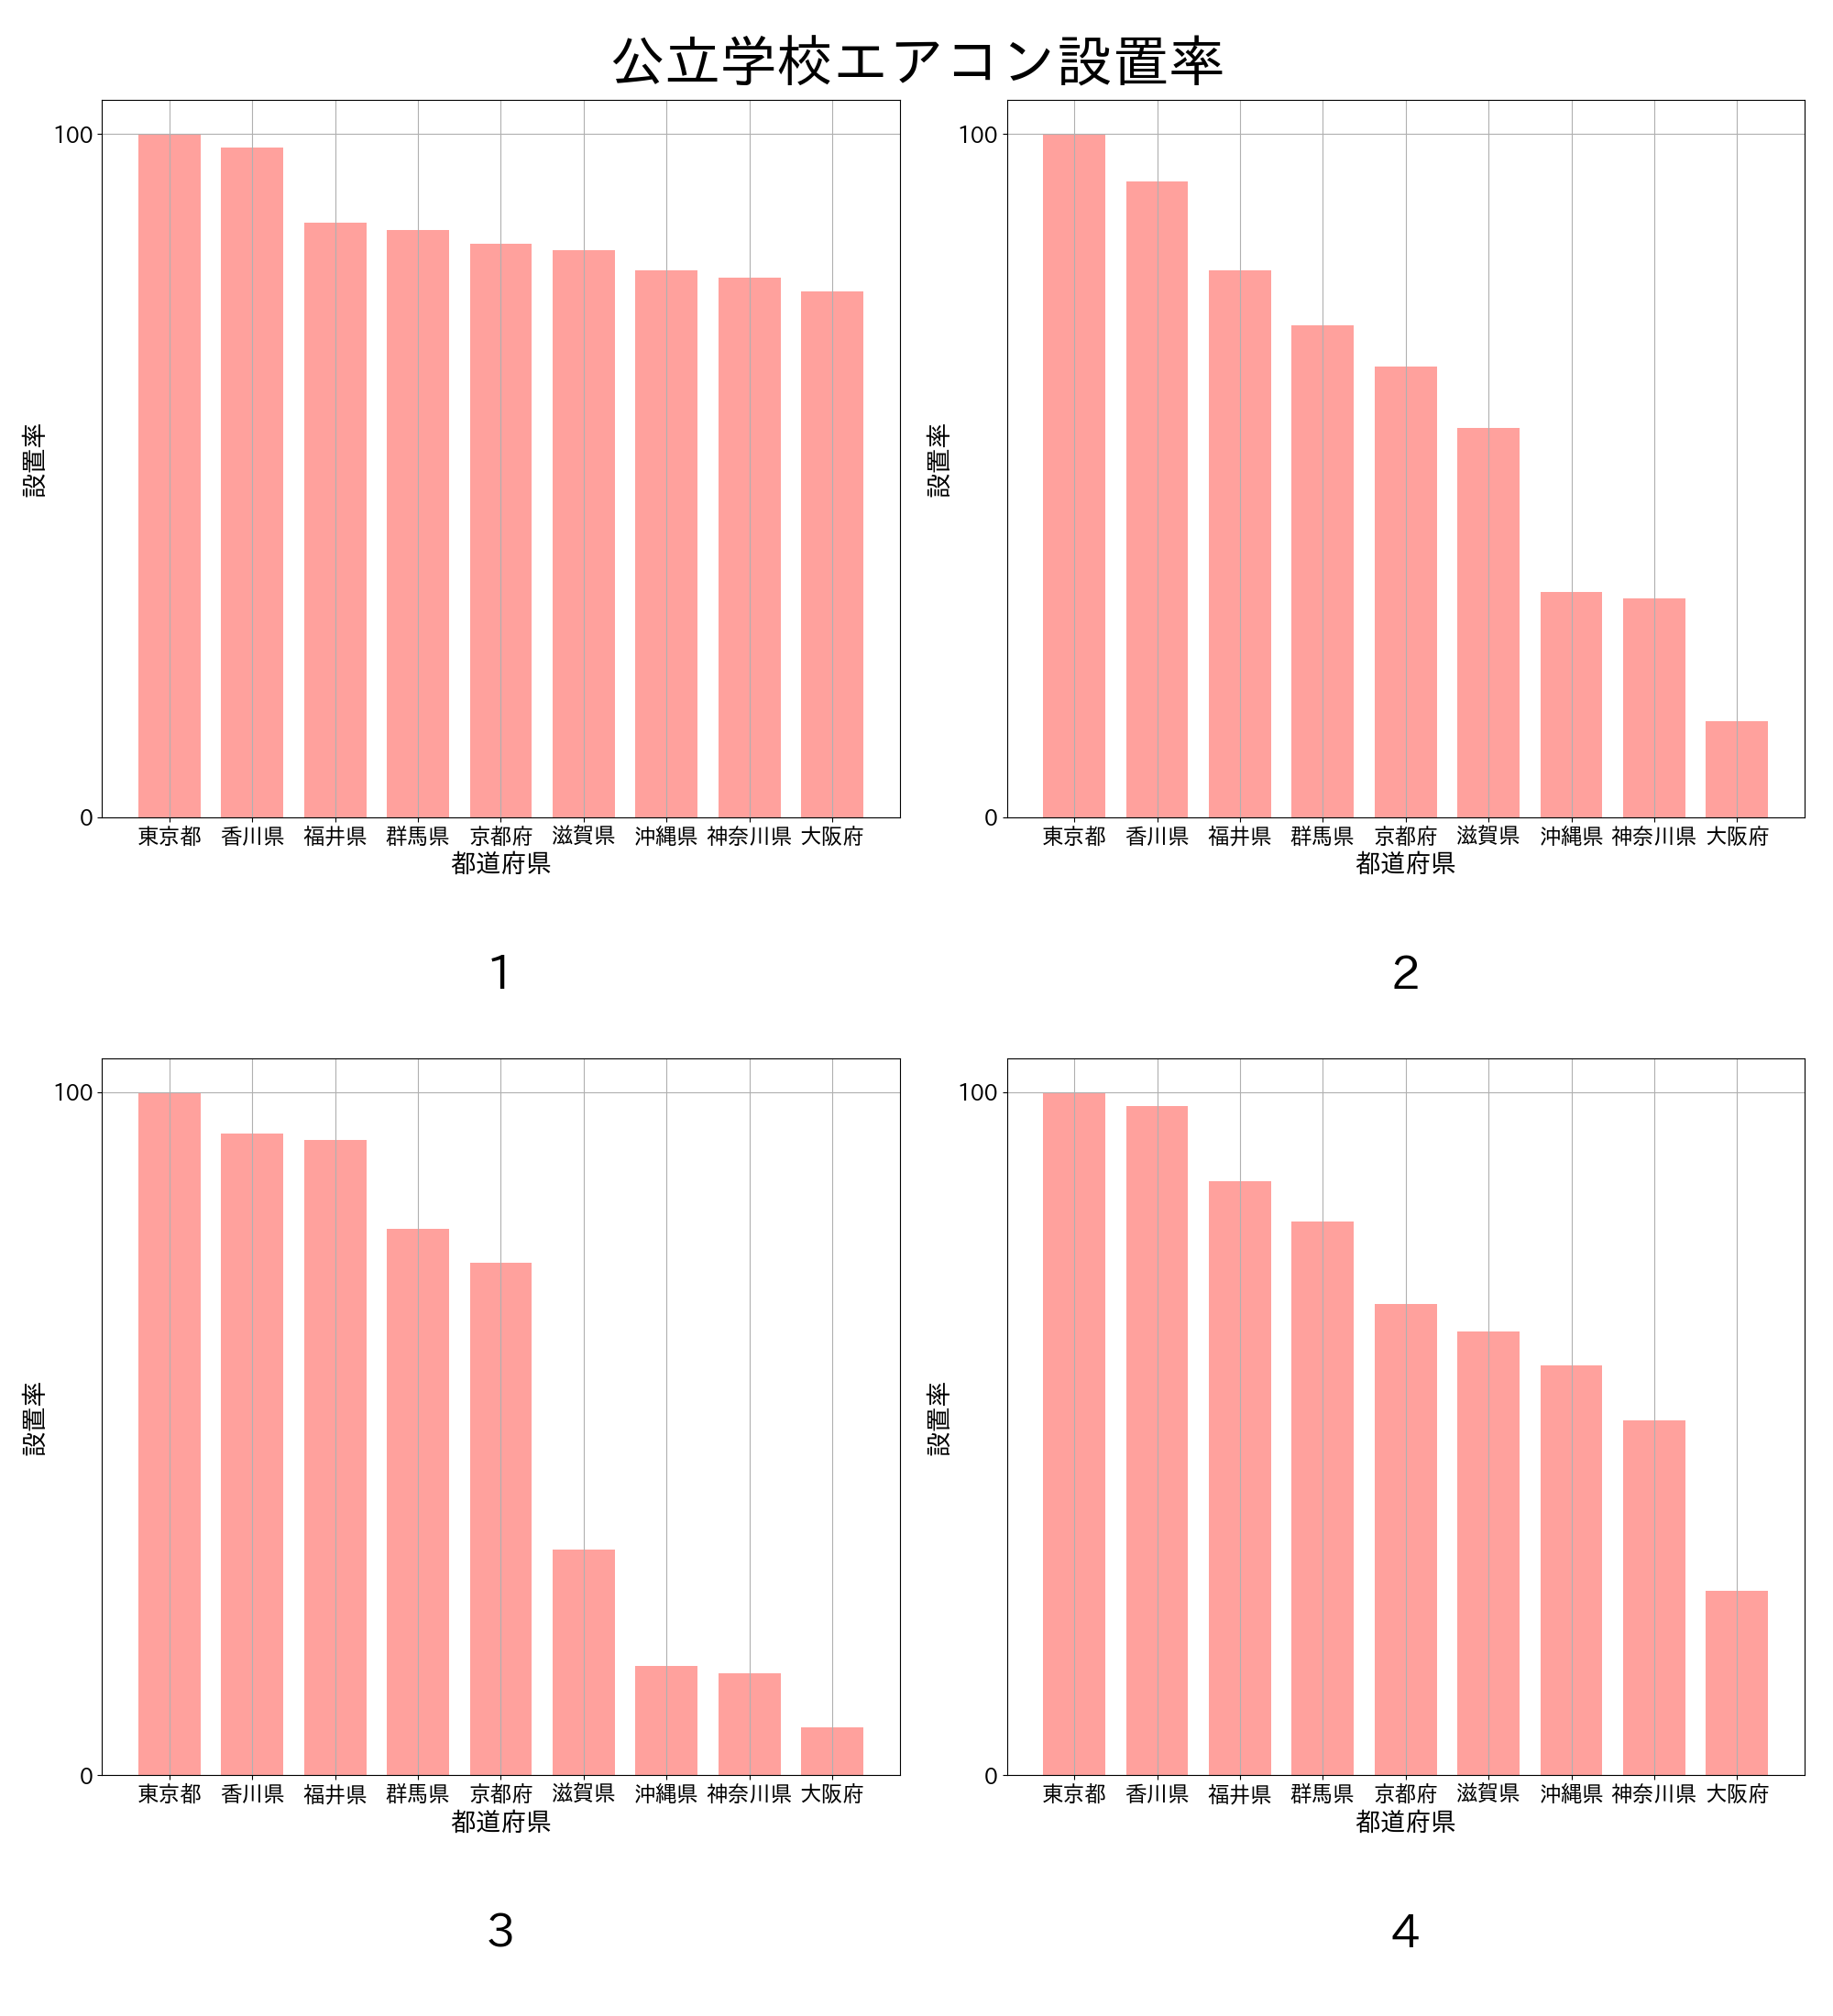 公立学校エアコン設置率
100
0
設置率
東京都 香川県 福井県 群馬県 京都府 滋賀県 沖縄県 神奈川県 大阪府
都道府県
1
100
0
設置率
東京都 香川県 福井県 群馬県 京都府 滋賀県 沖縄県 神奈川県 大阪府
都道府県
2
100
0
設置率
東京都 香川県 福井県 群馬県 京都府 滋賀県 沖縄県 神奈川県 大阪府
都道府県
3
100
0
設置率
東京都 香川県 福井県 群馬県 京都府 滋賀県 沖縄県 神奈川県 大阪府
都道府県
4